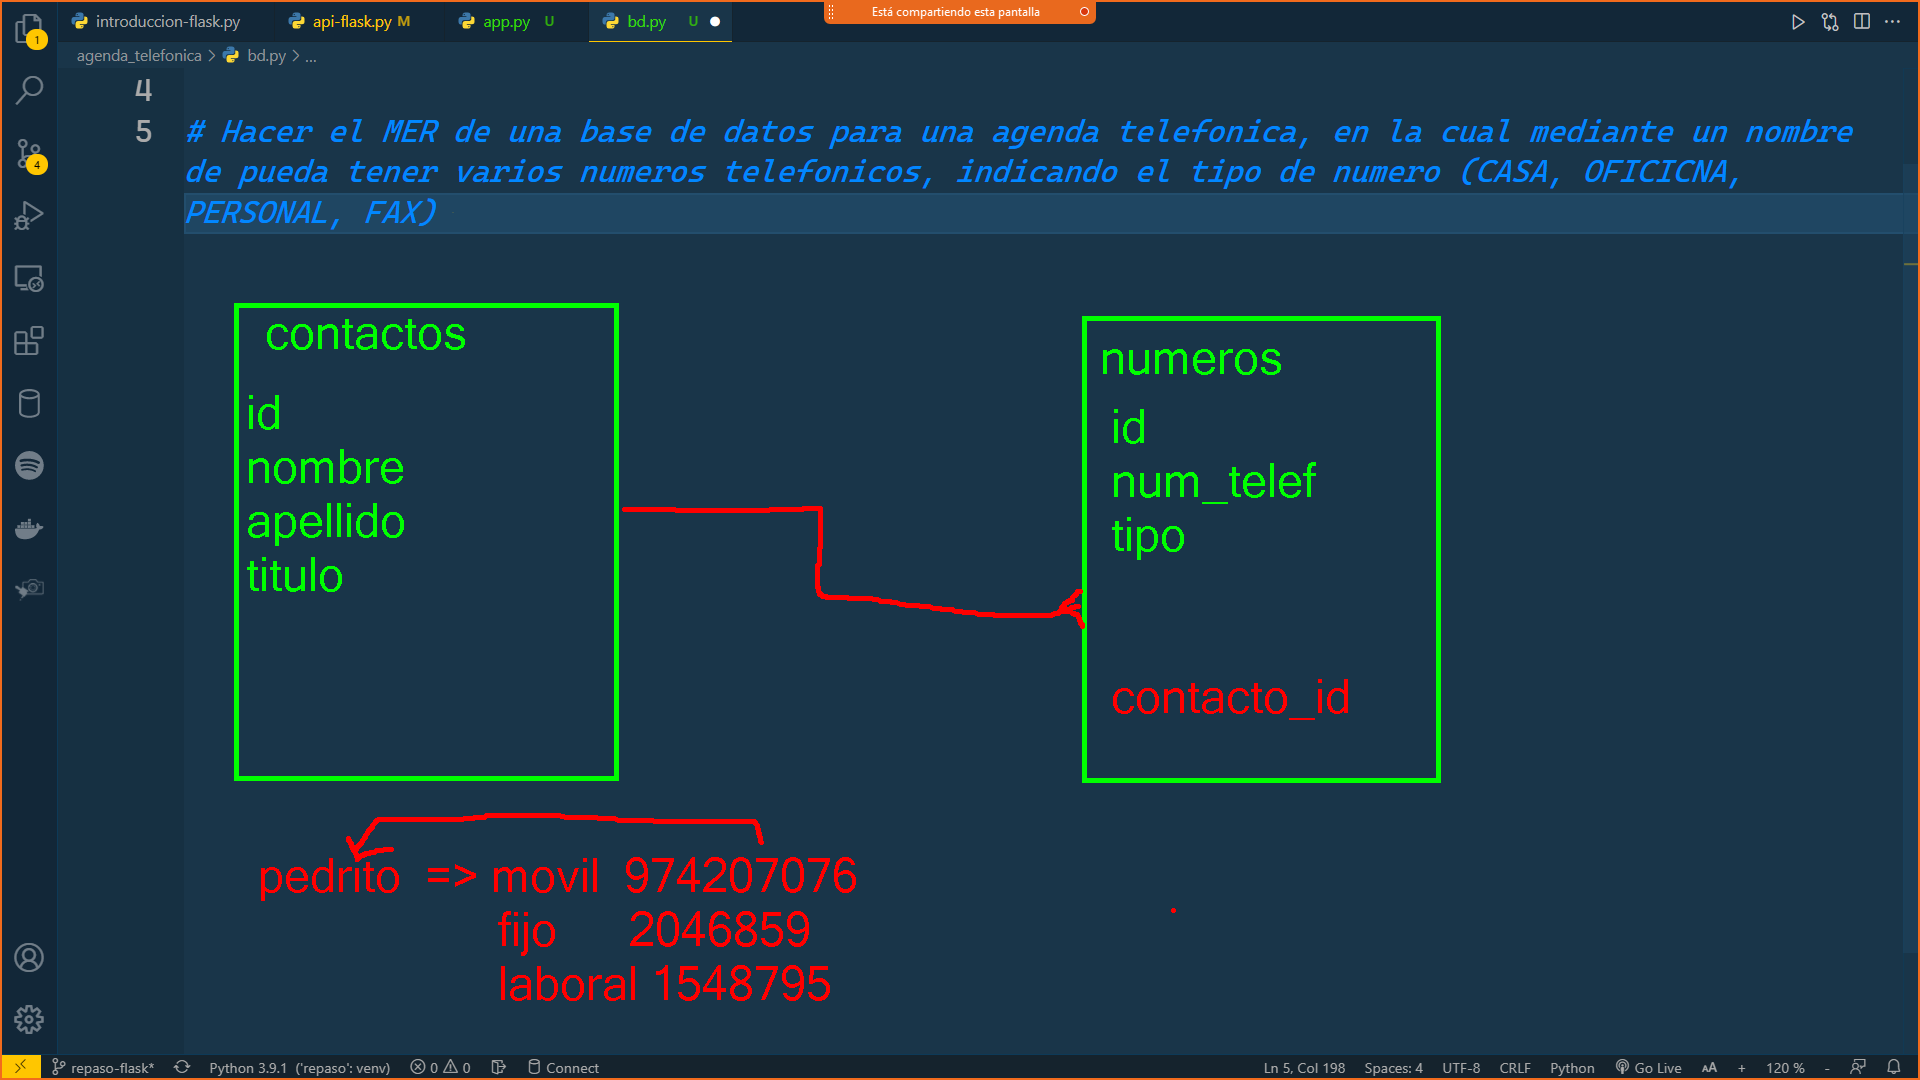 Está compartiendo esta pantalla
introduccion-flask.py
api-flask.py M
app.py U
bd.py U
agenda_telefonica > bd.py > ...
1
4
4
5 # Hacer el MER de una base de datos para una agenda telefonica, en la cual mediante un nombre
de pueda tener varios numeros telefonicos, indicando el tipo de numero (CASA, OFICICNA,
PERSONAL, FAX)
contactos
id
nombre
apellido
titulo
numeros
id
num_telef
tipo
contacto_id
pedrito => movil 974207076
fijo 2046859
laboral 1548795
repaso-flask* Python 3.9.1 ('repaso': venv) 0 0 Connect Ln 5, Col 198 Spaces: 4 UTF-8 CRLF Python Go Live AA + 120 % -